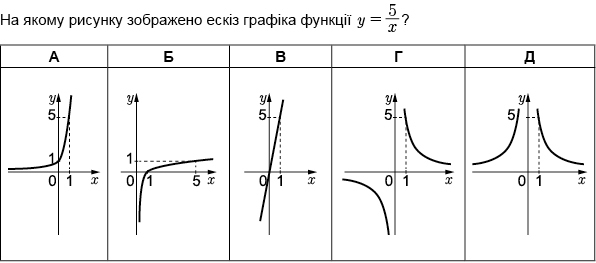 На якому рисунку зображено ескіз графіка функції y = 5/x ?
А Б В Г Д
y 5 1 0 1 x
y 1 0 1 5 x
y 5 0 1 x
y 5 0 1 x
y 5 0 1 x